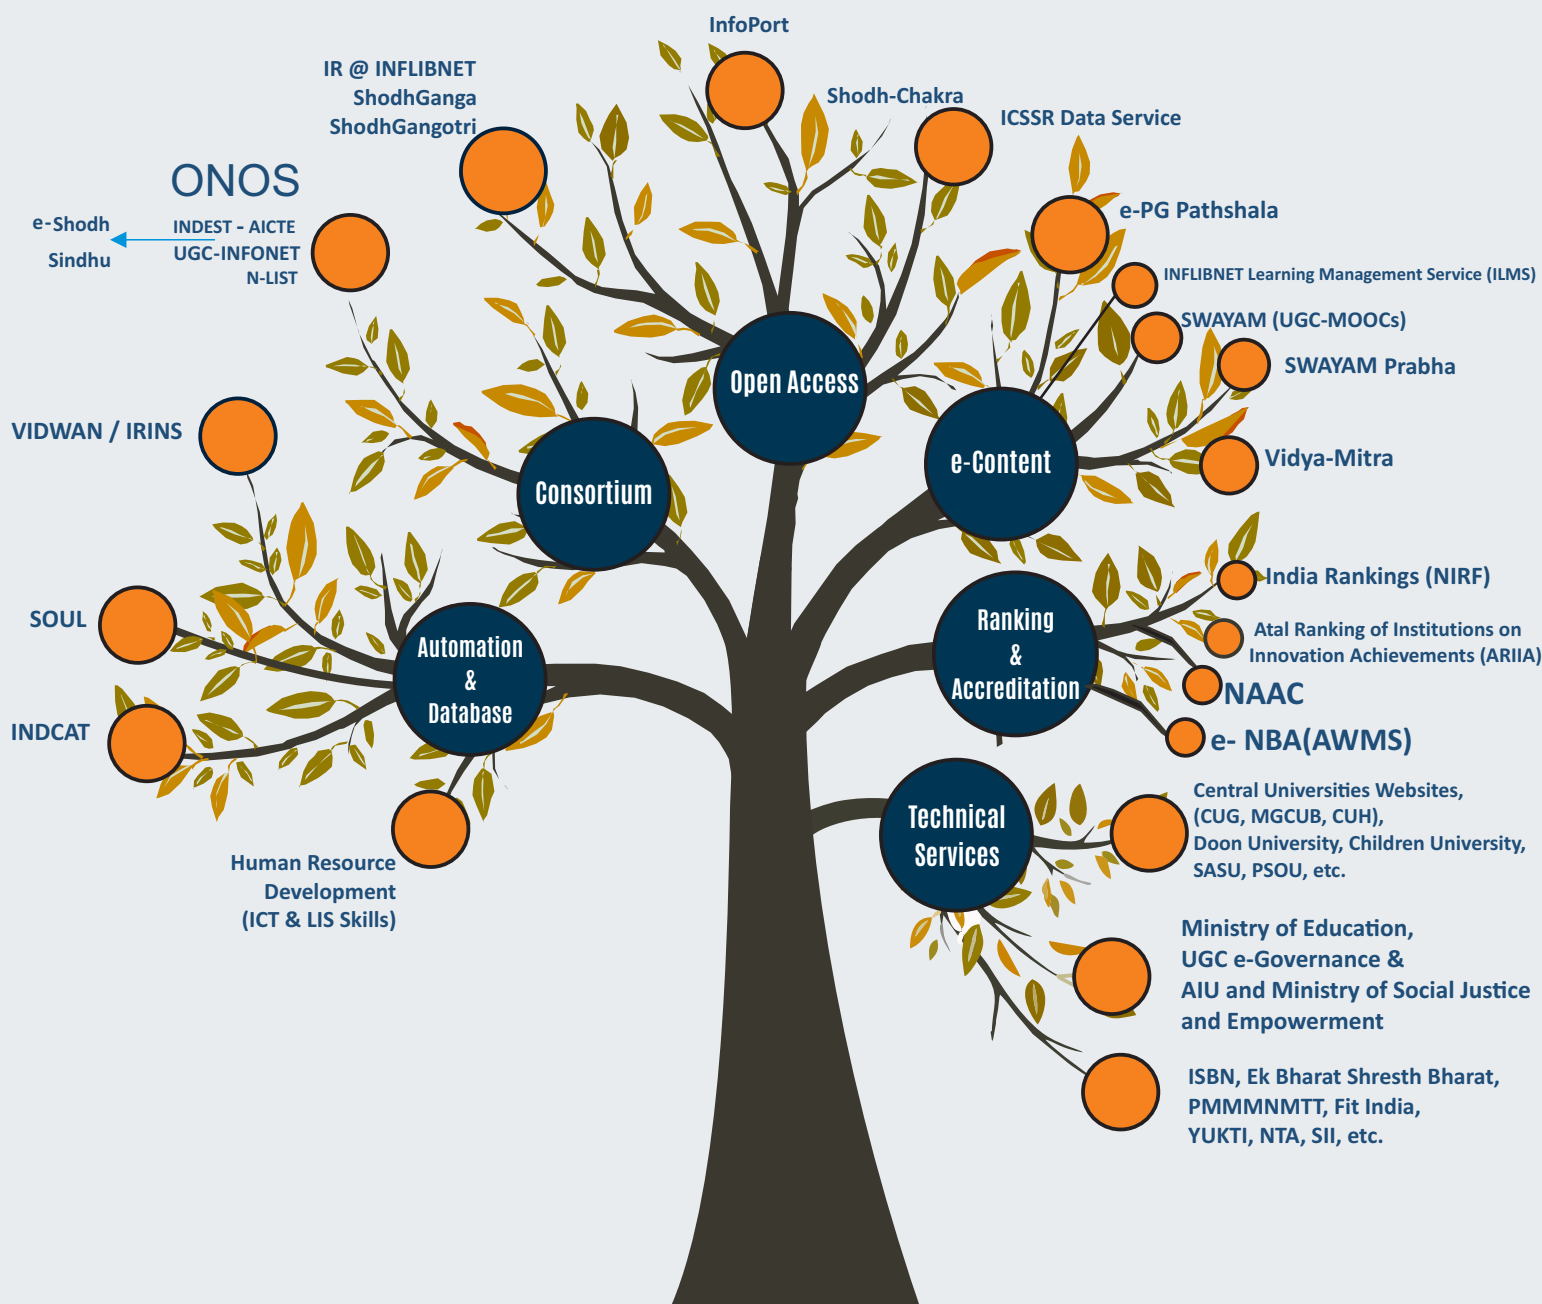 InfoPort
IR @ INFLIBNET
ShodhGanga
ShodhGangotri
Shodh-Chakra
ICSSR Data Service
ONOS
INDEST - AICTE
UGC-INFONET
N-LIST
e-Shodh
Sindhu
e-PG Pathshala
INFLIBNET Learning Management Service (ILMS)
SWAYAM (UGC-MOOCs)
SWAYAM Prabha
Vidya-Mitra
Open Access
e-Content
Consortium
VIDWAN / IRINS
SOUL
INDCAT
Automation
&
Database
Human Resource
Development
(ICT & LIS Skills)
Ranking
&
Accreditation
India Rankings (NIRF)
Atal Ranking of Institutions on
Innovation Achievements (ARIIA)
NAAC
e- NBA(AWMS)
Technical
Services
Central Universities Websites,
(CUG, MGCUB, CUH),
Doon University, Children University,
SASU, PSOU, etc.
Ministry of Education,
UGC e-Governance &
AIU and Ministry of Social Justice
and Empowerment
ISBN, Ek Bharat Shresth Bharat,
PMMMNMTT, Fit India,
YUKTI, NTA, SII, etc.